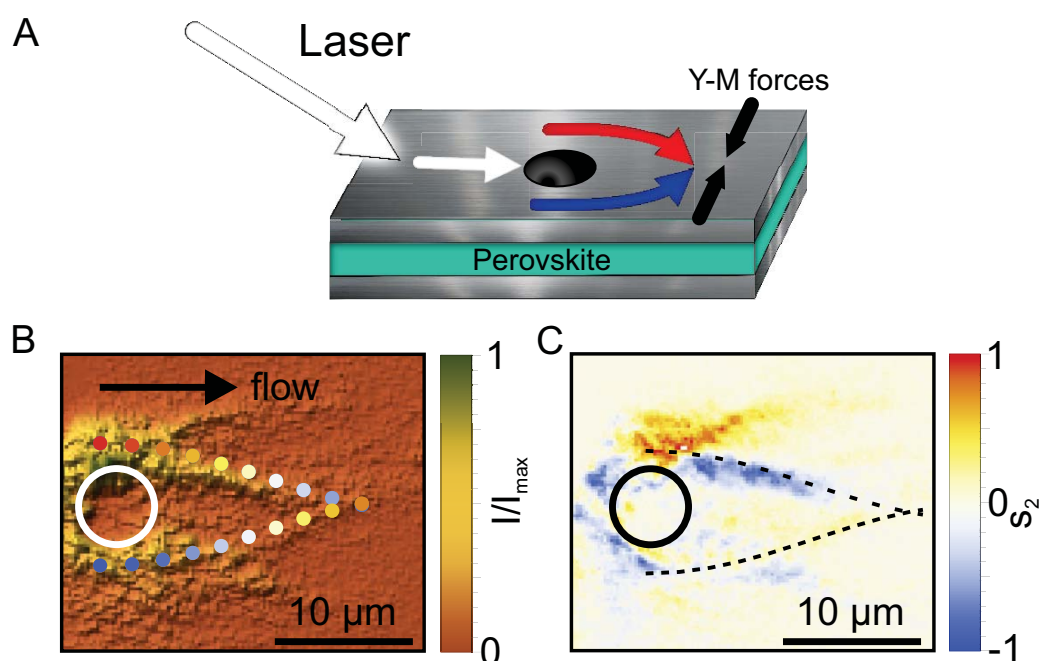 A
Laser
Y-M forces
Perovskite
B
flow
10 µm
1
I/Imax
0
C
10 µm
1
0
s2
-1